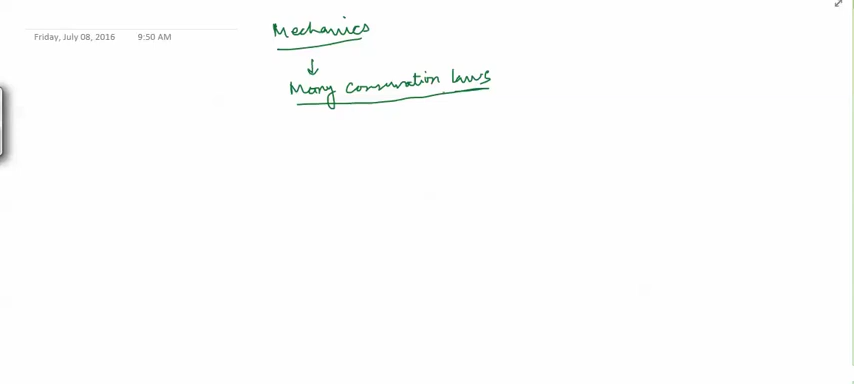 Mechanics
Friday, July 08, 2016 9:50 AM
↓
Many conservation laws